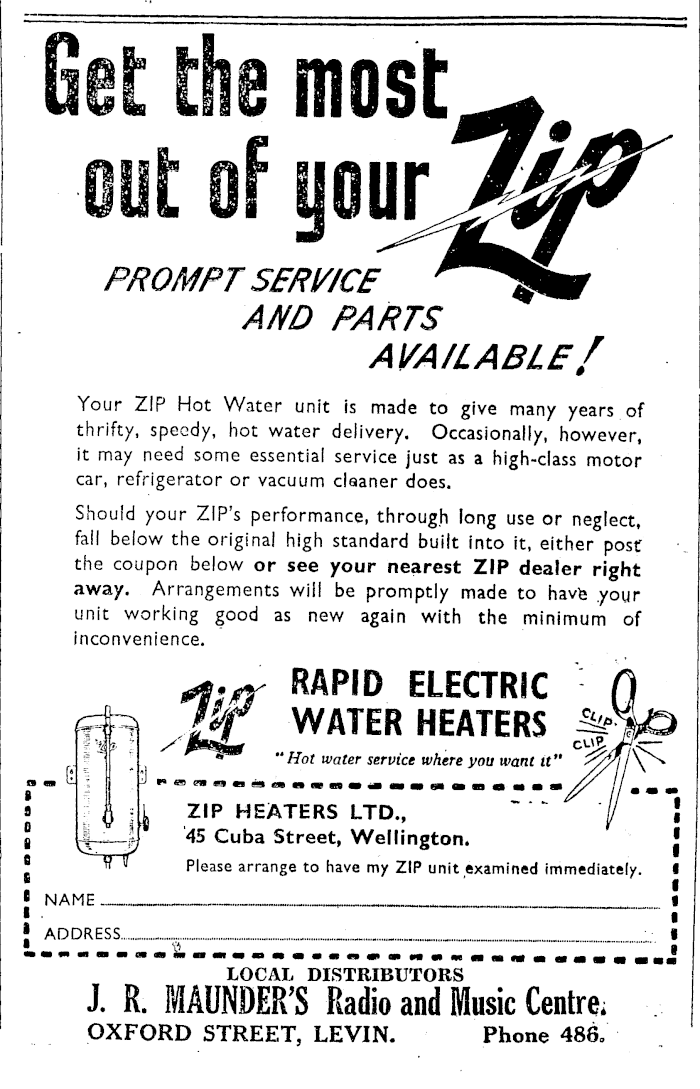 Get the most
out of your Zip
PROMPT SERVICE
AND PARTS
AVAILABLE!
Your ZIP Hot Water unit is made to give many years of
thrifty, speedy, hot water delivery. Occasionally, however,
it may need some essential service just as a high-class motor
car, refrigerator or vacuum cleaner does.
Should your ZIP's performance, through long use or neglect,
fall below the original high standard built into it, either post
the coupon below or see your nearest ZIP dealer right
away. Arrangements will be promptly made to have your
unit working good as new again with the minimum of
inconvenience.
Zip RAPID ELECTRIC
WATER HEATERS
"Hot water service where you want it"
CLIP
CLIP
ZIP HEATERS LTD.,
45 Cuba Street, Wellington.
Please arrange to have my ZIP unit examined immediately.
NAME
ADDRESS
LOCAL DISTRIBUTORS
J. R. MAUNDER'S Radio and Music Centre.
OXFORD STREET, LEVIN. Phone 486.